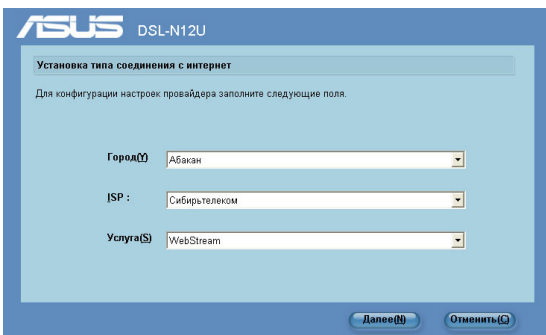 ASUS DSL-N12U
Установка типа соединения с интернет
Для конфигурации настроек провайдера заполните следующие поля.
Город(Y) Абакан
ISP : Сибирьтелеком
Услуга(S) WebStream
Далее(N) Отменить(C)